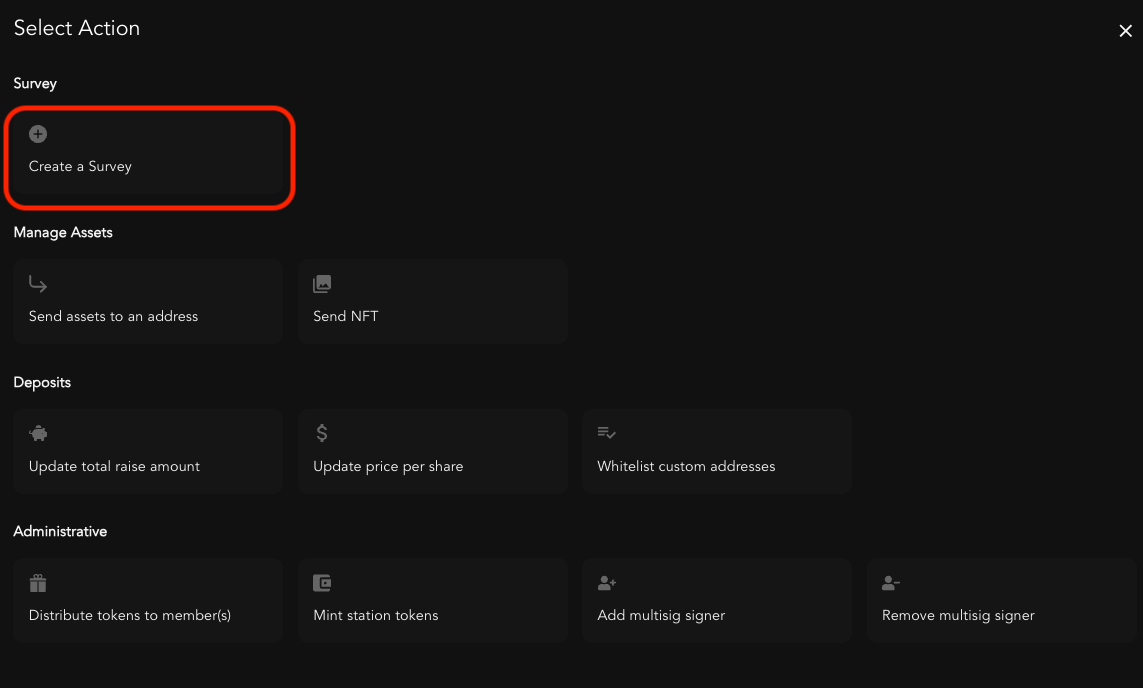 Select Action
Survey
Create a Survey
Manage Assets
Send assets to an address
Send NFT
Deposits
Update total raise amount
Update price per share
Whitelist custom addresses
Administrative
Distribute tokens to member(s)
Mint station tokens
Add multisig signer
Remove multisig signer